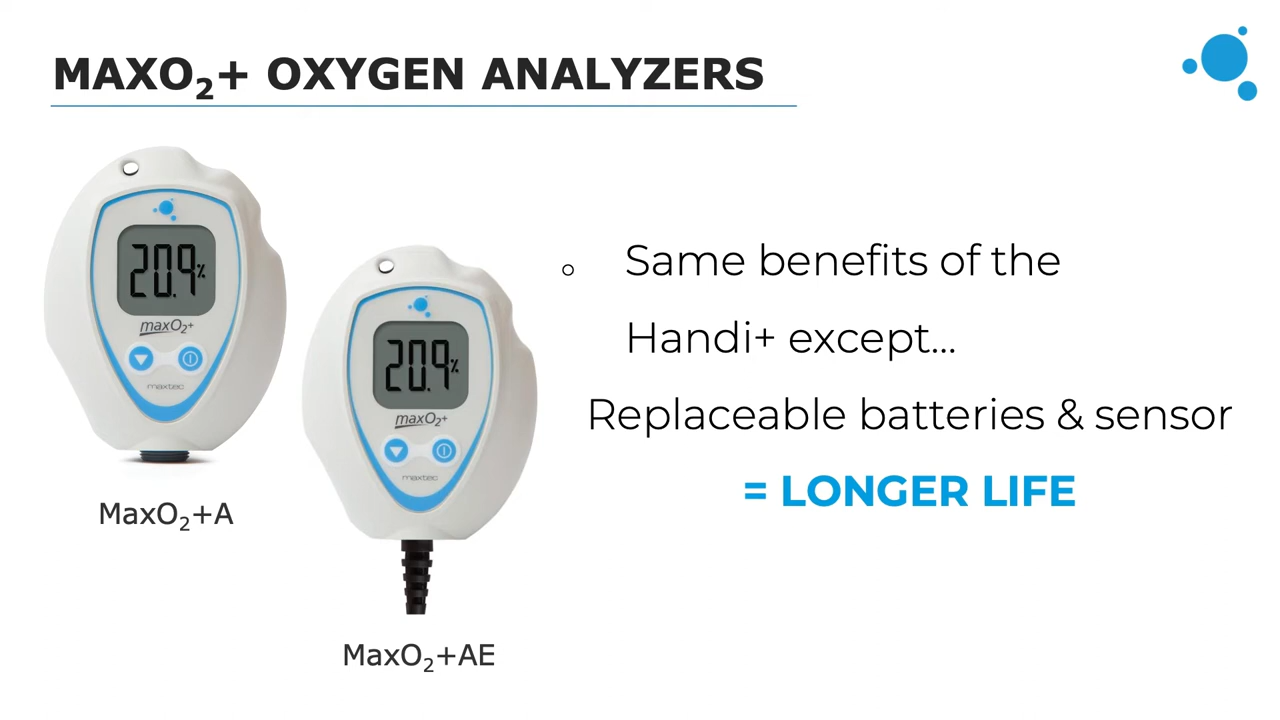 MAXO₂+ OXYGEN ANALYZERS
20.9%
maxO₂+
maxtec
MaxO₂+A
20.9%
maxO₂+
maxtec
MaxO₂+AE
Same benefits of the
Handi+ except...
Replaceable batteries & sensor
= LONGER LIFE